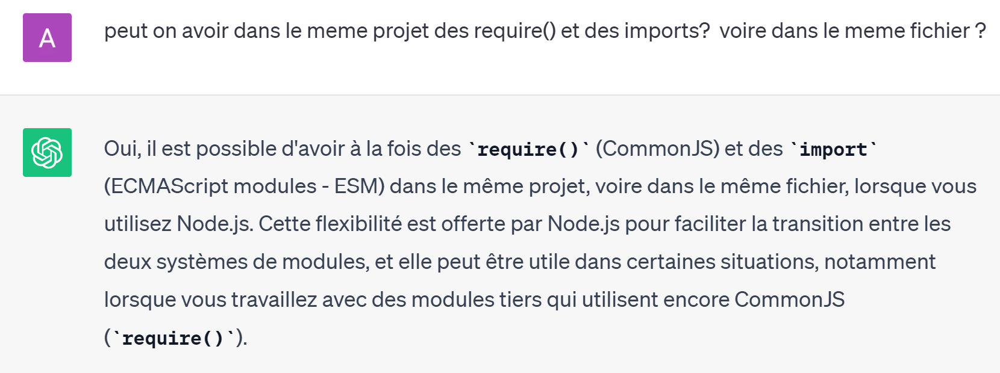 A
peut on avoir dans le meme projet des require() et des imports?  voire dans le meme fichier ?
Oui, il est possible d'avoir à la fois des `require()` (CommonJS) et des `import`
(ECMAScript modules - ESM) dans le même projet, voire dans le même fichier, lorsque vous
utilisez Node.js. Cette flexibilité est offerte par Node.js pour faciliter la transition entre les
deux systèmes de modules, et elle peut être utile dans certaines situations, notamment
lorsque vous travaillez avec des modules tiers qui utilisent encore CommonJS
(`require()`).